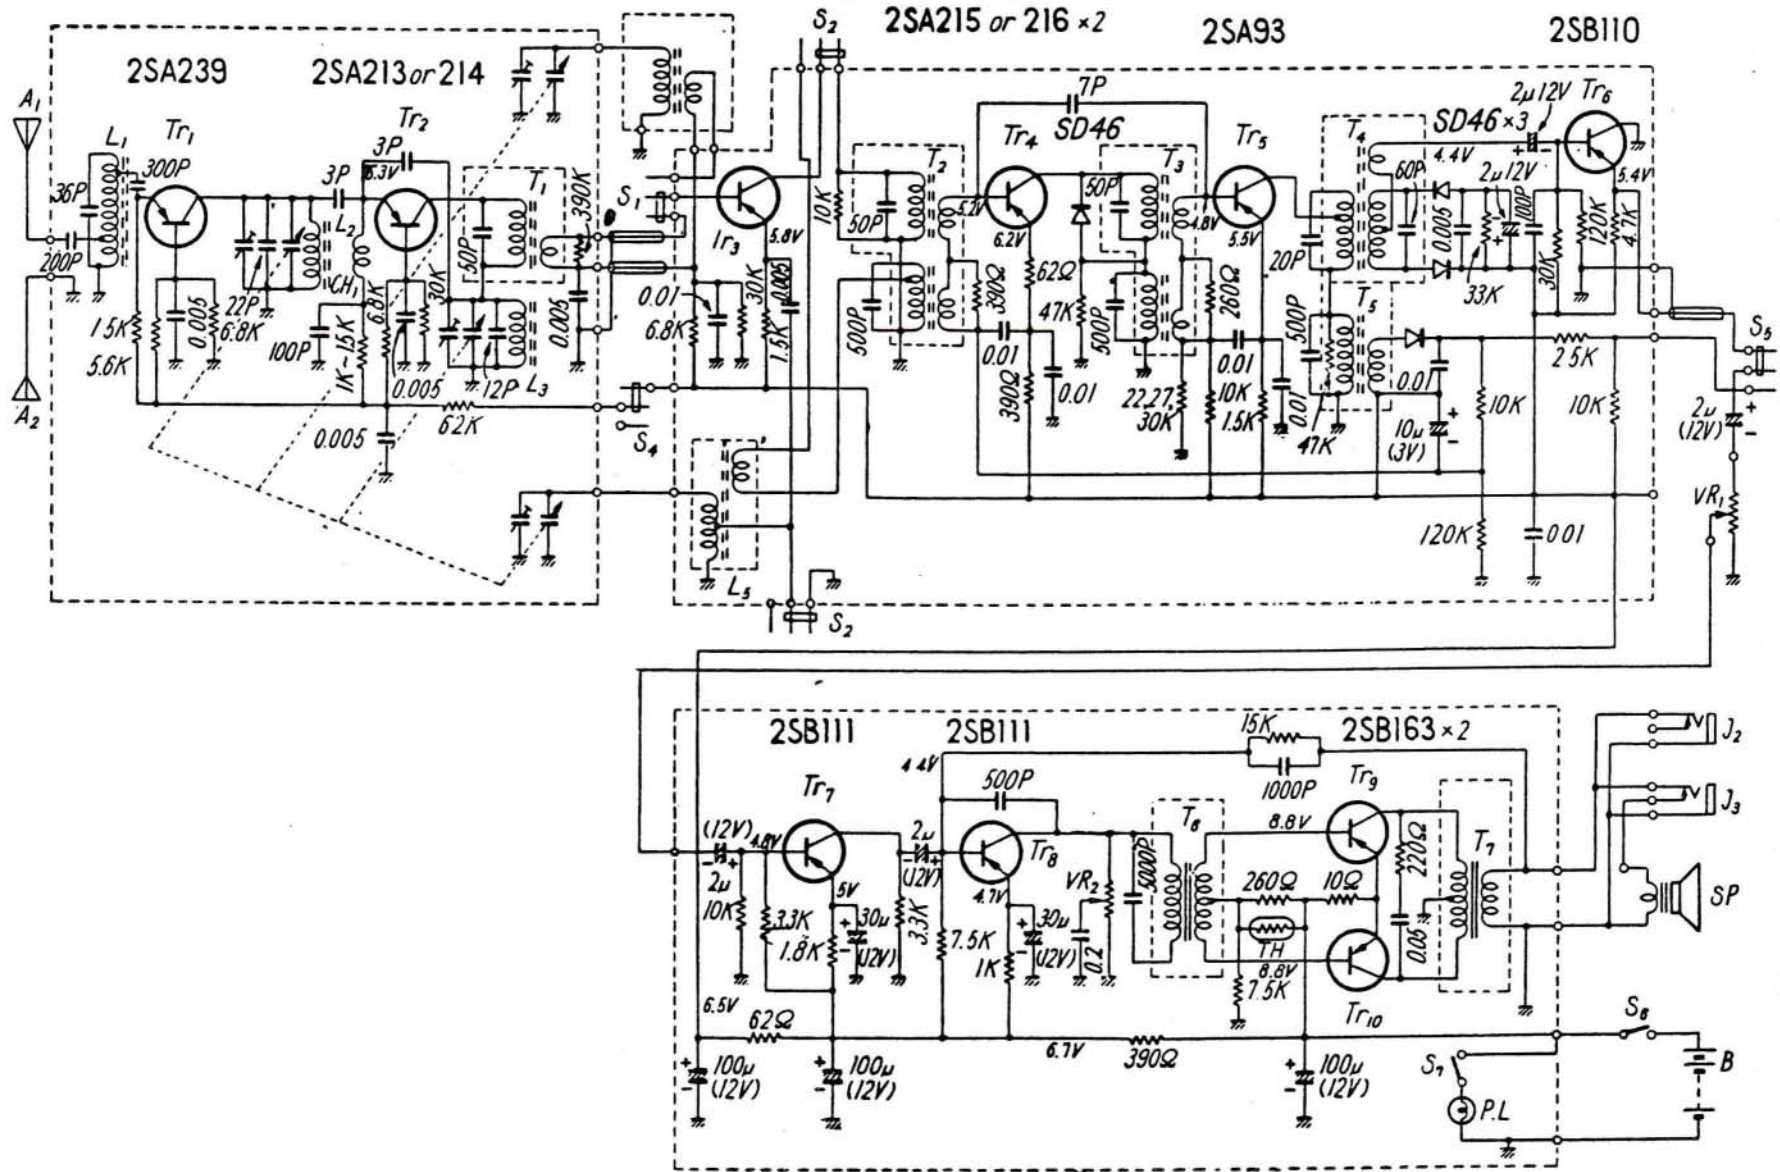 2SA215 or 216 ×2
2SA93
2SB110
2SA239
2SA213 or 214
S2
7P
2μ 12V
Tr6
A1
L1
Tr1
Tr2
3P
Tr4
SD46
Tr5
T4
SD46×3
4.4V
36P
300P
3P
6.3V
T1
390K
S1
10K
T2
50P
T3
2μ 12V
5.4V
60P
0.005
100P
120K
4.7K
200P
L2
50P
Tr3
5.8V
50P
5.2V
6.2V
4.8V
5.5V
20P
30K
33K
22P
CH1
30K
6.8K
0.005
0.01
30K
0.005
390Ω
62Ω
260Ω
T5
0.005
6.8K
100P
1.5K
5.6K
1K~15K
0.005
12P
L3
6.8K
1.5K
500P
47K
500P
500P
0.01
0.01
390Ω
0.01
22,27,
30K
10K
1.5K
0.01
47K
0.01
10μ
(3V)
10K
2.5K
10K
S5
2μ
(12V)
A2
0.005
62K
S4
VR1
120K
0.01
L5
S2
2SB111
2SB111
2SB163×2
15K
1000P
J2
4.4V
500P
Tr7
Tr9
J3
(12V)
4.8V
2μ
(12V)
Tr8
T6
8.8V
220Ω
T7
2μ
10K
5V
3.3K
1.8K
30μ
(12V)
3.3K
7.5K
4.7V
1K
30μ
(12V)
VR2
0.2
5000P
260Ω
10Ω
TH
8.8V
7.5K
0.05
SP
Tr10
6.5V
62Ω
6.7V
390Ω
S6
100μ
(12V)
100μ
(12V)
100μ
(12V)
S7
P.L
B